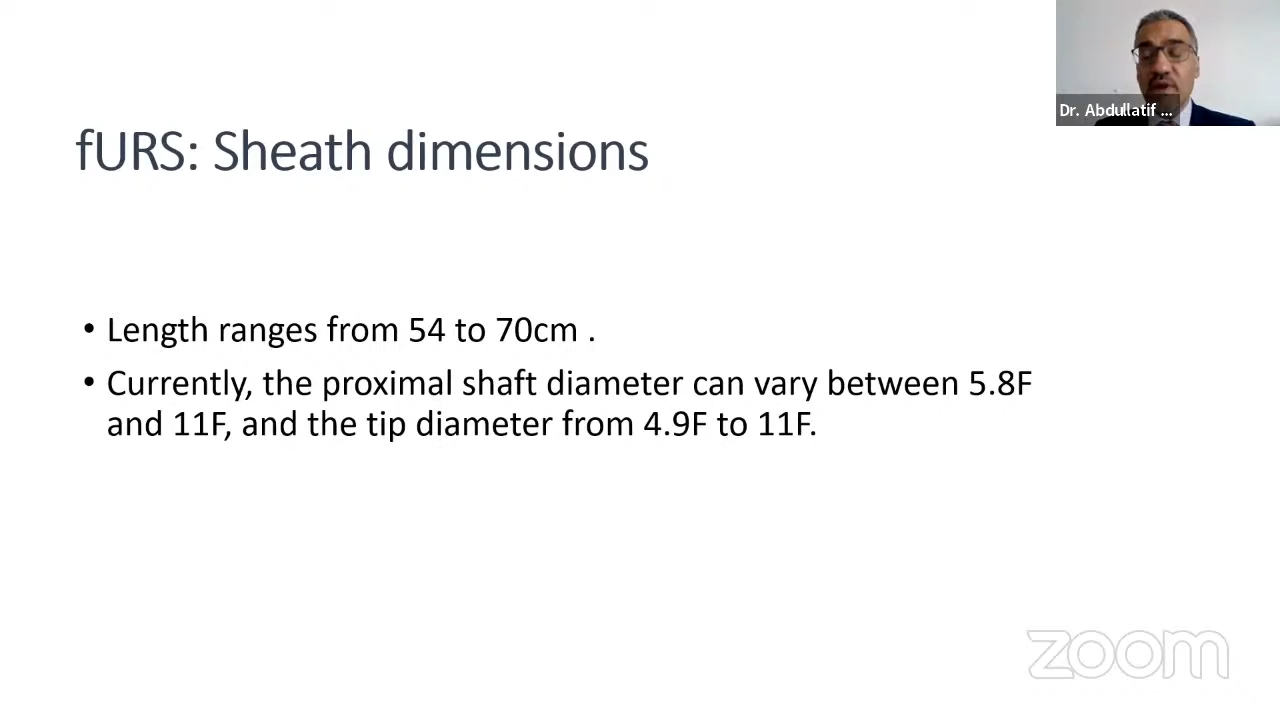 Dr. Abdullatif ...
fURS: Sheath dimensions
• Length ranges from 54 to 70cm .
• Currently, the proximal shaft diameter can vary between 5.8F
and 11F, and the tip diameter from 4.9F to 11F.
zoom